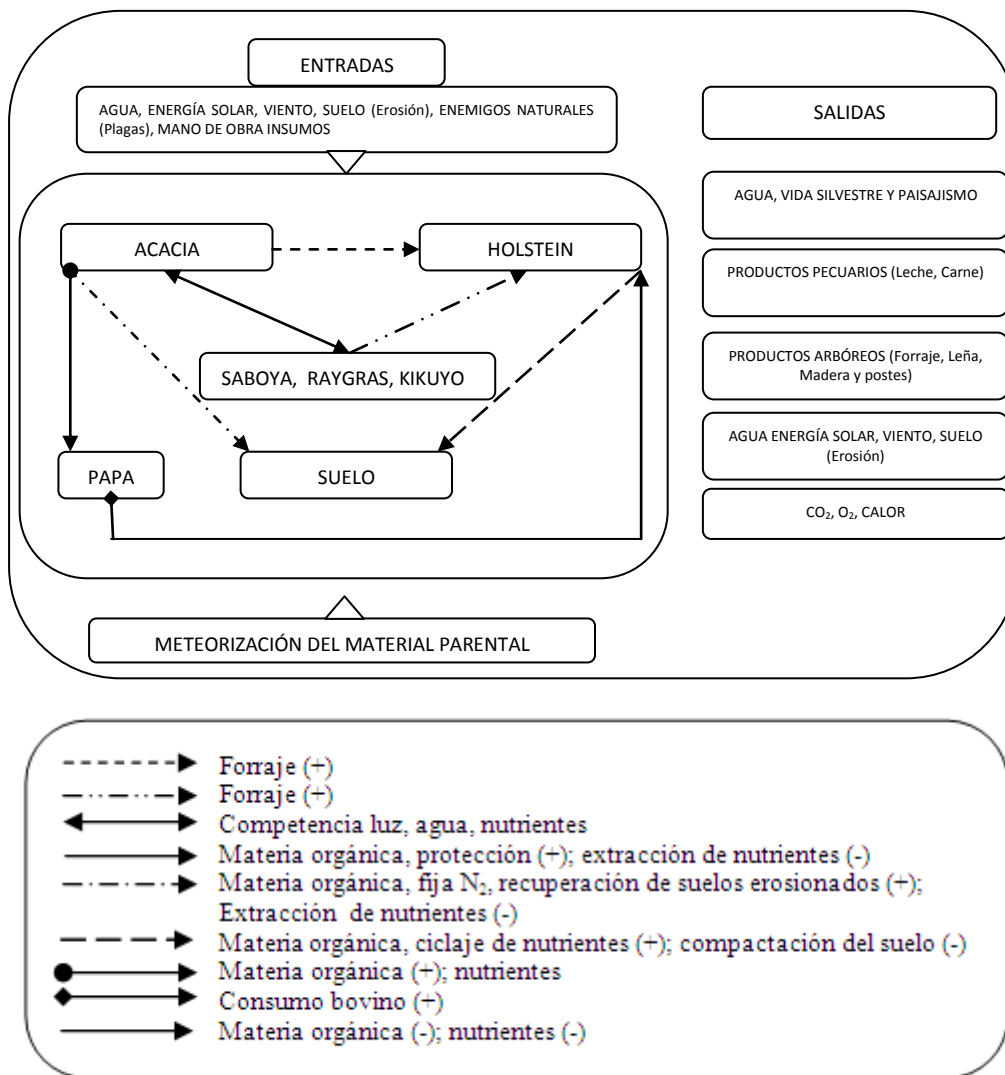 ENTRADAS
AGUA, ENERGÍA SOLAR, VIENTO, SUELO (Erosión), ENEMIGOS NATURALES
(Plagas), MANO DE OBRA INSUMOS
SALIDAS
AGUA, VIDA SILVESTRE Y PAISAJISMO
PRODUCTOS PECUARIOS (Leche, Carne)
PRODUCTOS ARBÓREOS (Forraje, Leña,
Madera y postes)
AGUA ENERGÍA SOLAR, VIENTO, SUELO
(Erosión)
CO₂, O₂, CALOR
ACACIA
HOLSTEIN
SABOYA, RAYGRAS, KIKUYO
PAPA
SUELO
METEORIZACIÓN DEL MATERIAL PARENTAL
Forraje (+)
Forraje (+)
Competencia luz, agua, nutrientes
Materia orgánica, protección (+); extracción de nutrientes (-)
Materia orgánica, fija N₂, recuperación de suelos erosionados (+);
Extracción de nutrientes (-)
Materia orgánica, ciclaje de nutrientes (+); compactación del suelo (-)
Materia orgánica (+); nutrientes
Consumo bovino (+)
Materia orgánica (-); nutrientes (-)